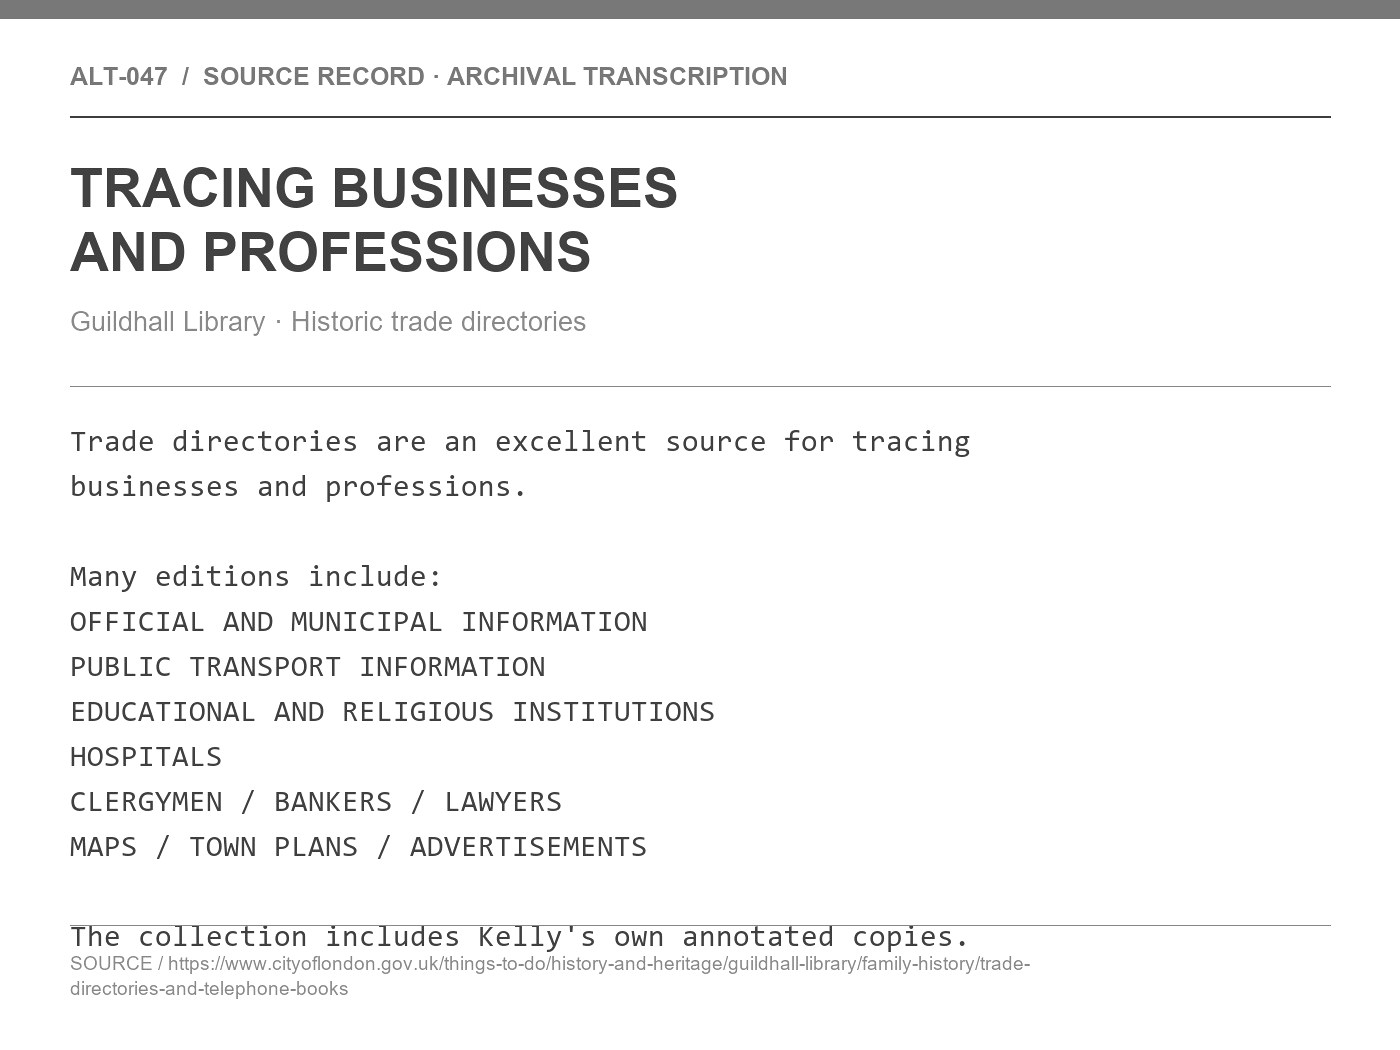 ALT-047 / SOURCE RECORD · ARCHIVAL TRANSCRIPTION
TRACING BUSINESSES
AND PROFESSIONS
Guildhall Library · Historic trade directories
Trade directories are an excellent source for tracing
businesses and professions.
Many editions include:
OFFICIAL AND MUNICIPAL INFORMATION
PUBLIC TRANSPORT INFORMATION
EDUCATIONAL AND RELIGIOUS INSTITUTIONS
HOSPITALS
CLERGYMEN / BANKERS / LAWYERS
MAPS / TOWN PLANS / ADVERTISEMENTS
The collection includes Kelly's own annotated copies.
SOURCE / https://www.cityoflondon.gov.uk/things-to-do/history-and-heritage/guildhall-library/family-history/trade-
directories-and-telephone-books